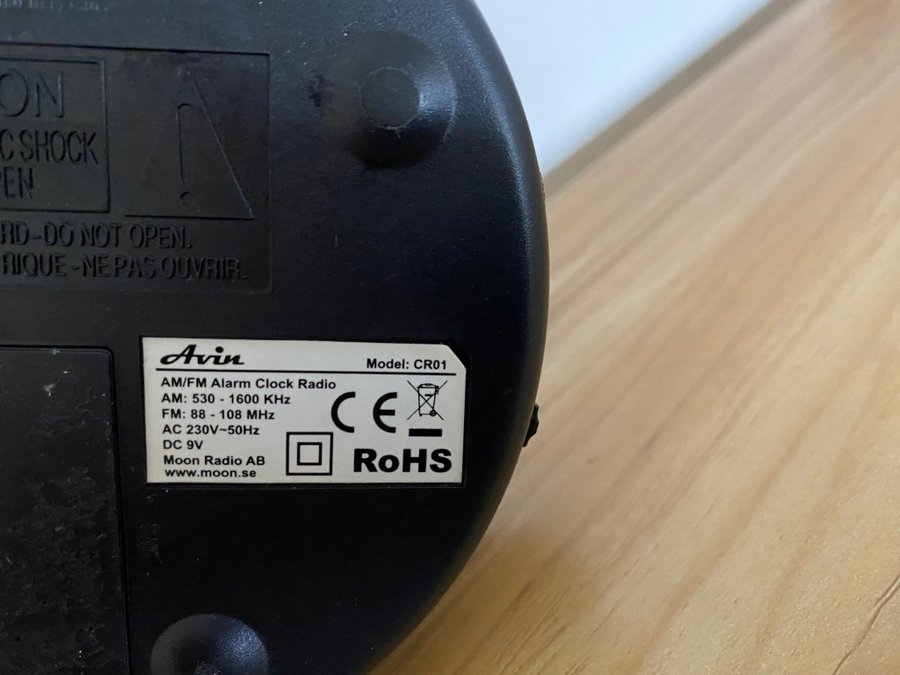 ON
C SHOCK
PEN
RD-DO NOT OPEN.
RIQUE-NE PAS OUVRIR.
Avin
Model: CR01
AM/FM Alarm Clock Radio
AM: 530 - 1600 KHz
FM: 88 - 108 MHz
AC 230V~50Hz
DC 9V
Moon Radio AB
www.moon.se
CE
RoHS